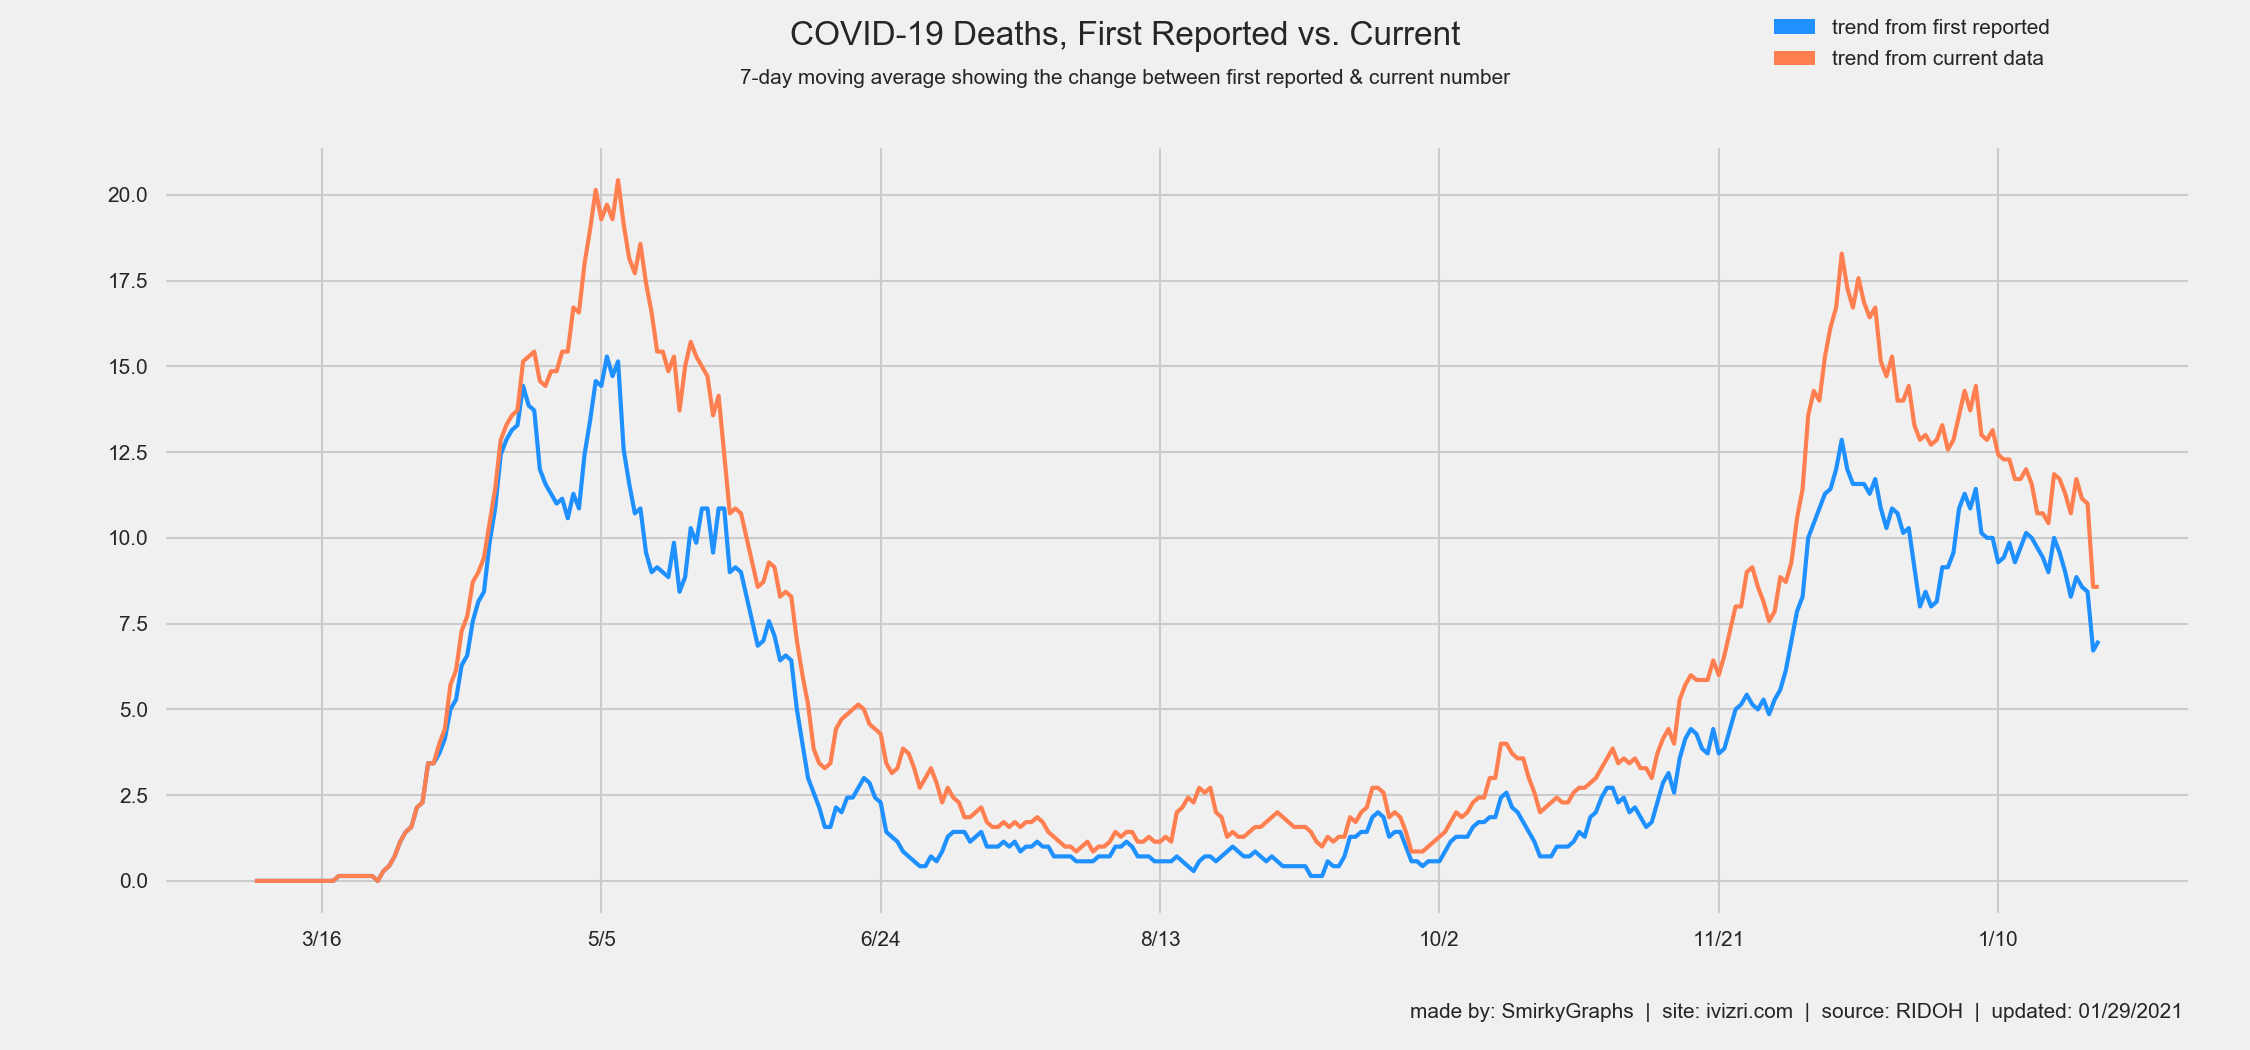 COVID-19 Deaths, First Reported vs. Current
7-day moving average showing the change between first reported & current number
trend from first reported
trend from current data
20.0
17.5
15.0
12.5
10.0
7.5
5.0
2.5
0.0
3/16 5/5 6/24 8/13 10/2 11/21 1/10
made by: SmirkyGraphs | site: ivizri.com | source: RIDOH | updated: 01/29/2021